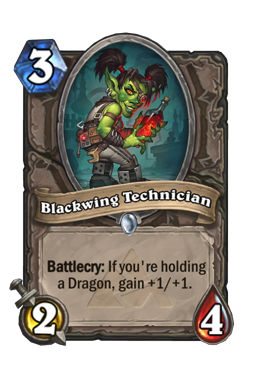 3
Blackwing Technician
Battlecry: If you're holding
a Dragon, gain +1/+1.
2
4